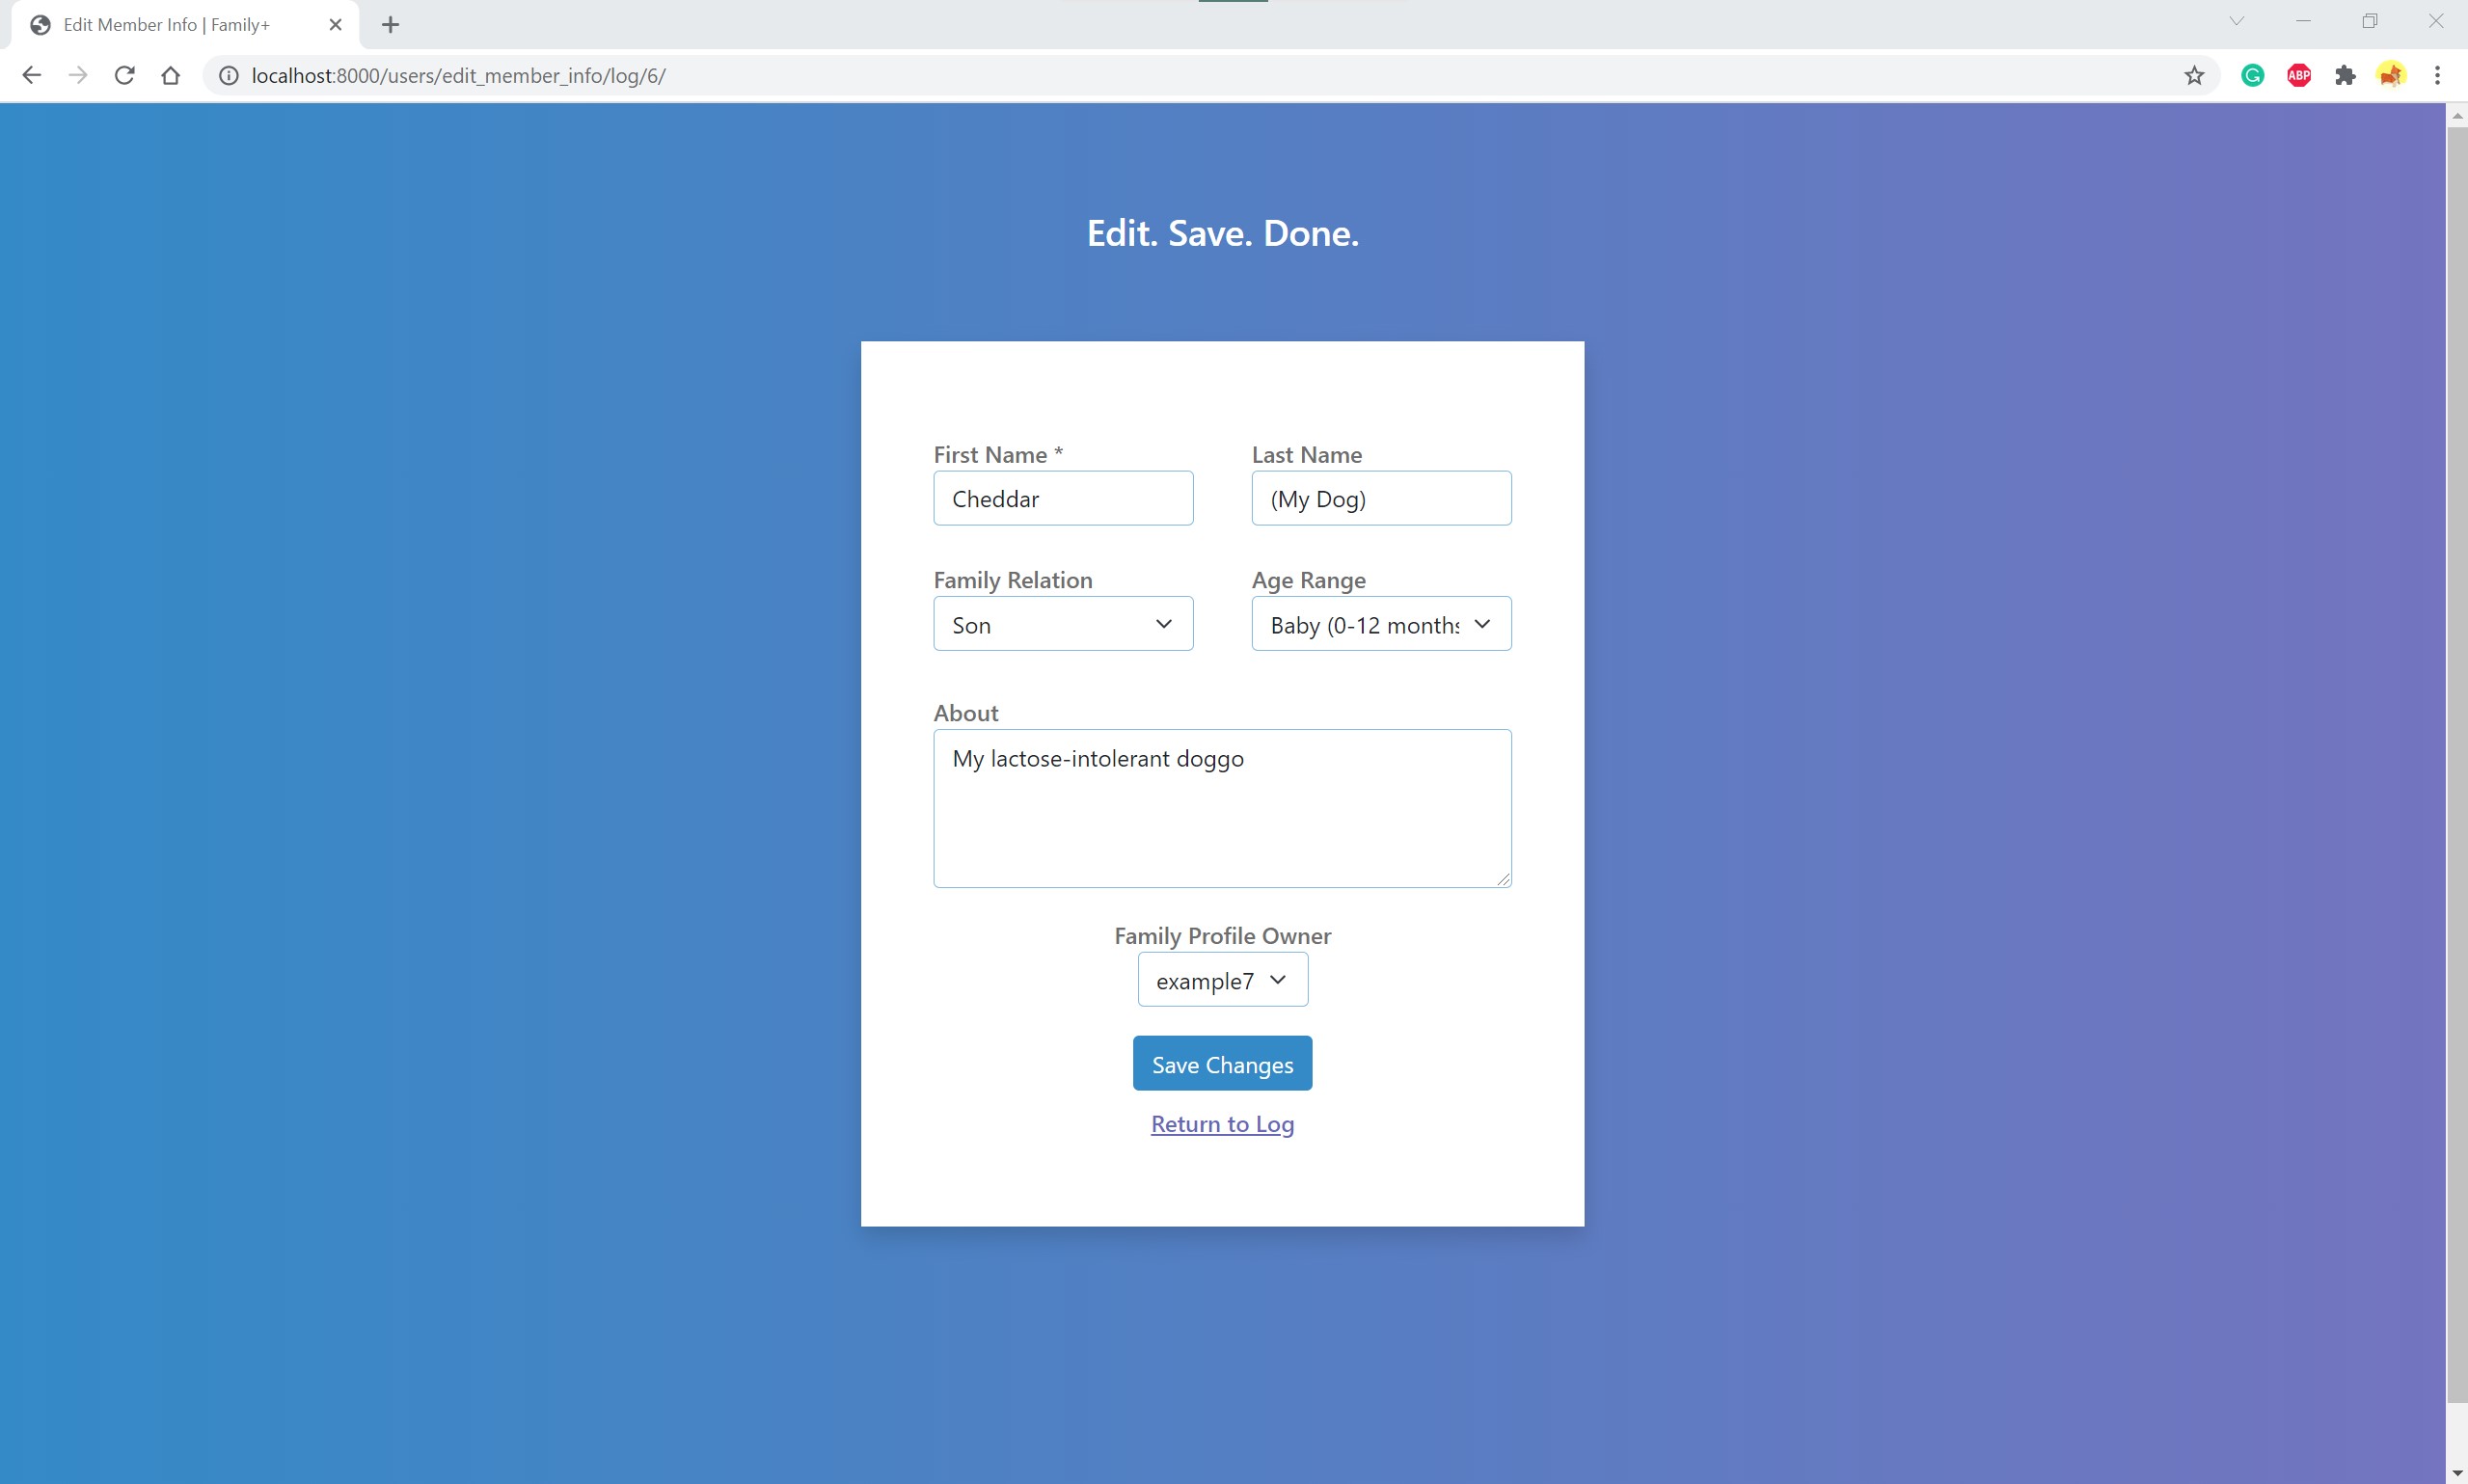 Edit Member Info | Family+
localhost:8000/users/edit_member_info/log/6/
ABP
Edit. Save. Done.
First Name *
Last Name
Cheddar
(My Dog)
Family Relation
Age Range
Son
Baby (0-12 months
About
My lactose-intolerant doggo
Family Profile Owner
example7
Save Changes
Return to Log